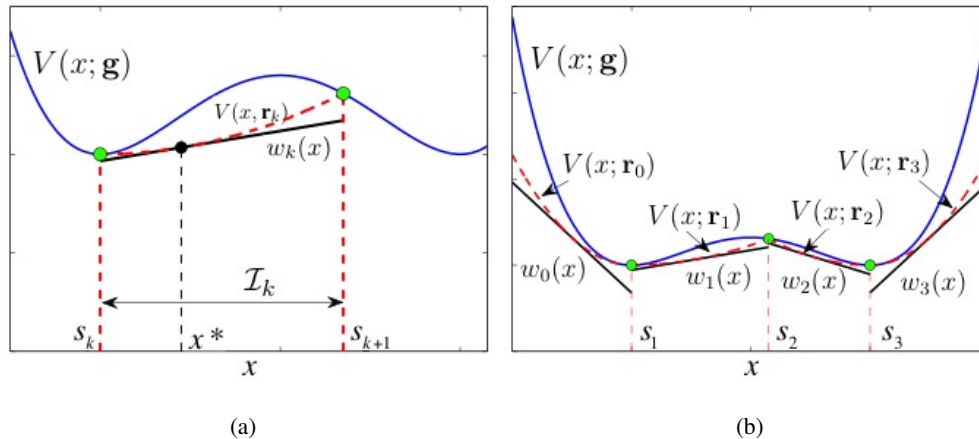 V(x; g)
V(x, r_k)
w_k(x)
I_k
s_k
x*
s_{k+1}
x
(a)
V(x; g)
V(x; r_0)
V(x; r_3)
V(x; r_1)
V(x; r_2)
w_0(x)
w_1(x)
w_2(x)
w_3(x)
s_1
s_2
s_3
x
(b)